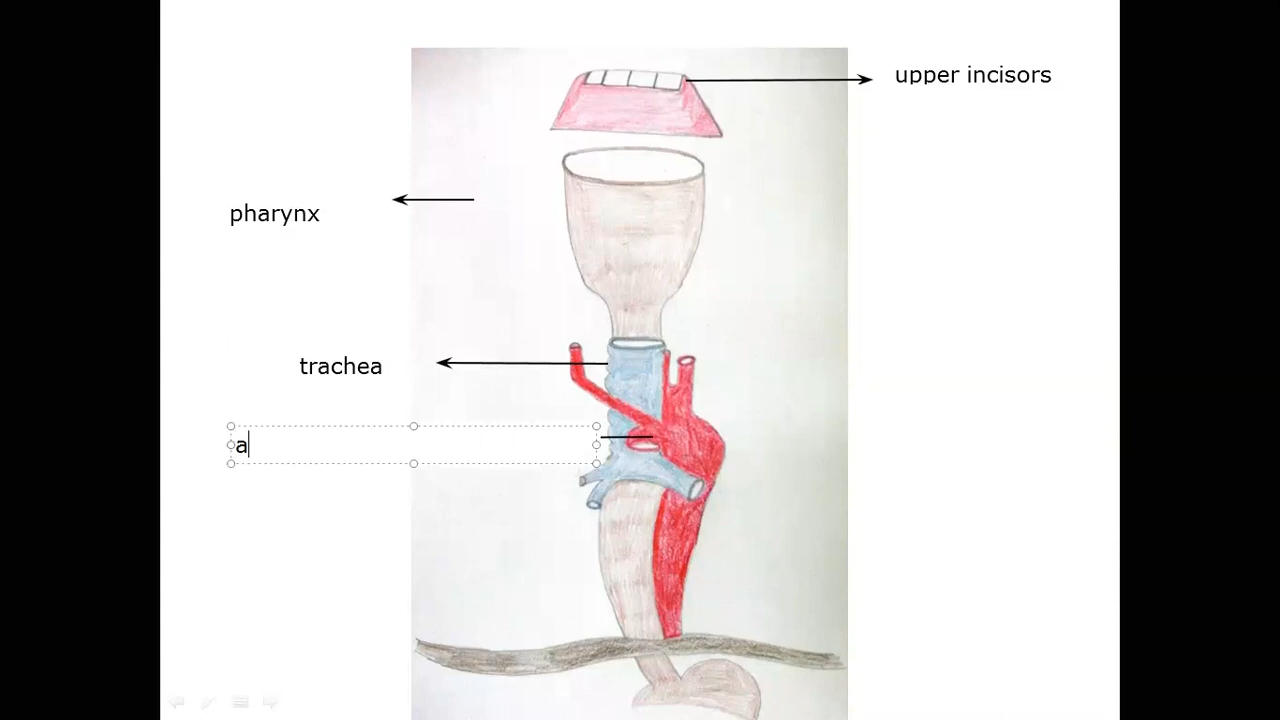 upper incisors
pharynx
trachea
a